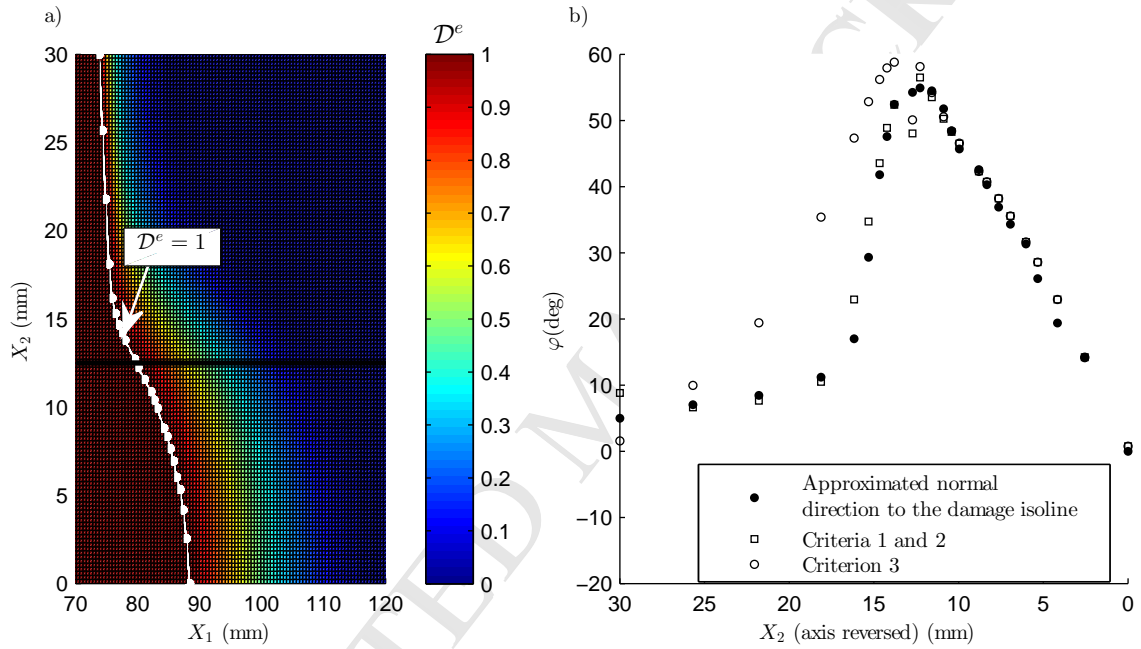 a)
30
25
20
15
10
5
0
X₂ (mm)
70 80 90 100 110 120
X₁ (mm)
𝒟ᵉ = 1
𝒟ᵉ
1
0.9
0.8
0.7
0.6
0.5
0.4
0.3
0.2
0.1
0
b)
60
50
40
30
20
10
0
−10
−20
φ(deg)
30 25 20 15 10 5 0
X₂ (axis reversed) (mm)
Approximated normal
direction to the damage isoline
Criteria 1 and 2
Criterion 3